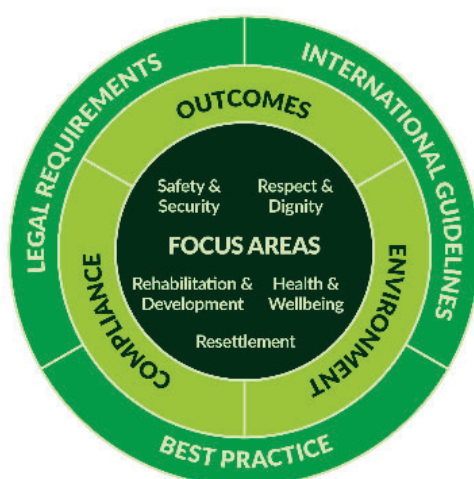 LEGAL REQUIREMENTS
INTERNATIONAL GUIDELINES
BEST PRACTICE
OUTCOMES
COMPLIANCE
ENVIRONMENT
Safety &
Security
Respect &
Dignity
FOCUS AREAS
Rehabilitation &
Development
Health &
Wellbeing
Resettlement